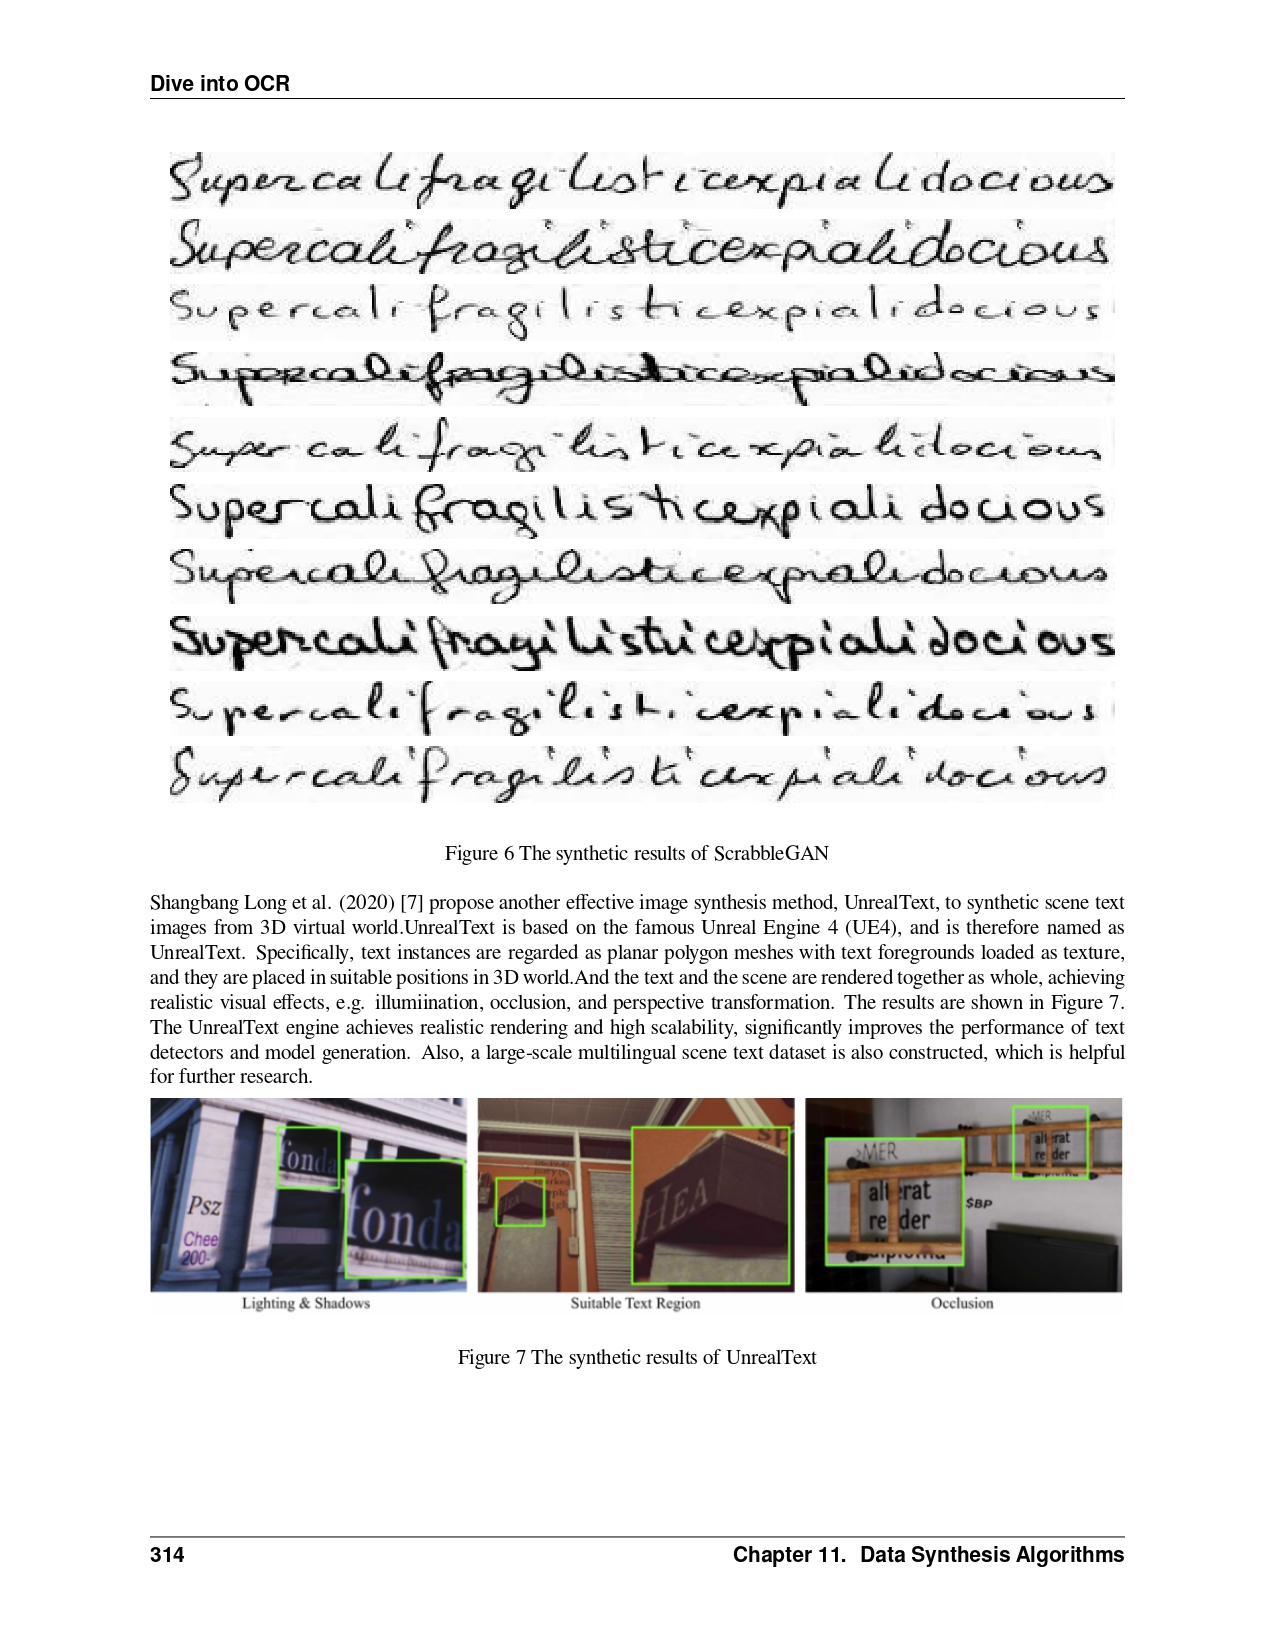 Dive into OCR
Supercalifragilisticexpialidocious
Supercalifragilisticexpialidocious
Supercalifragilisticexpialidocious
Supercalifragilisticexpialidocious
Supercalifragilisticexpialidocious
Supercalifragilisticexpialidocious
Supercalifragilisticexpialidocious
Supercalifragilisticexpialidocious
Supercalifragilisticexpialidocious
Supercalifragilisticexpialidocious
Figure 6 The synthetic results of ScrabbleGAN
Shangbang Long et al. (2020) [7] propose another effective image synthesis method, UnrealText, to synthetic scene text
images from 3D virtual world.UnrealText is based on the famous Unreal Engine 4 (UE4), and is therefore named as
UnrealText. Specifically, text instances are regarded as planar polygon meshes with text foregrounds loaded as texture,
and they are placed in suitable positions in 3D world.And the text and the scene are rendered together as whole, achieving
realistic visual effects, e.g. illumiination, occlusion, and perspective transformation. The results are shown in Figure 7.
The UnrealText engine achieves realistic rendering and high scalability, significantly improves the performance of text
detectors and model generation. Also, a large-scale multilingual scene text dataset is also constructed, which is helpful
for further research.
fonda
fonda
Psz
Chee
200-
Lighting & Shadows
sp
HEA
HEA
Suitable Text Region
>MER
alterat
render
>MER
alterat
render
$BP
Occlusion
Figure 7 The synthetic results of UnrealText
314
Chapter 11. Data Synthesis Algorithms